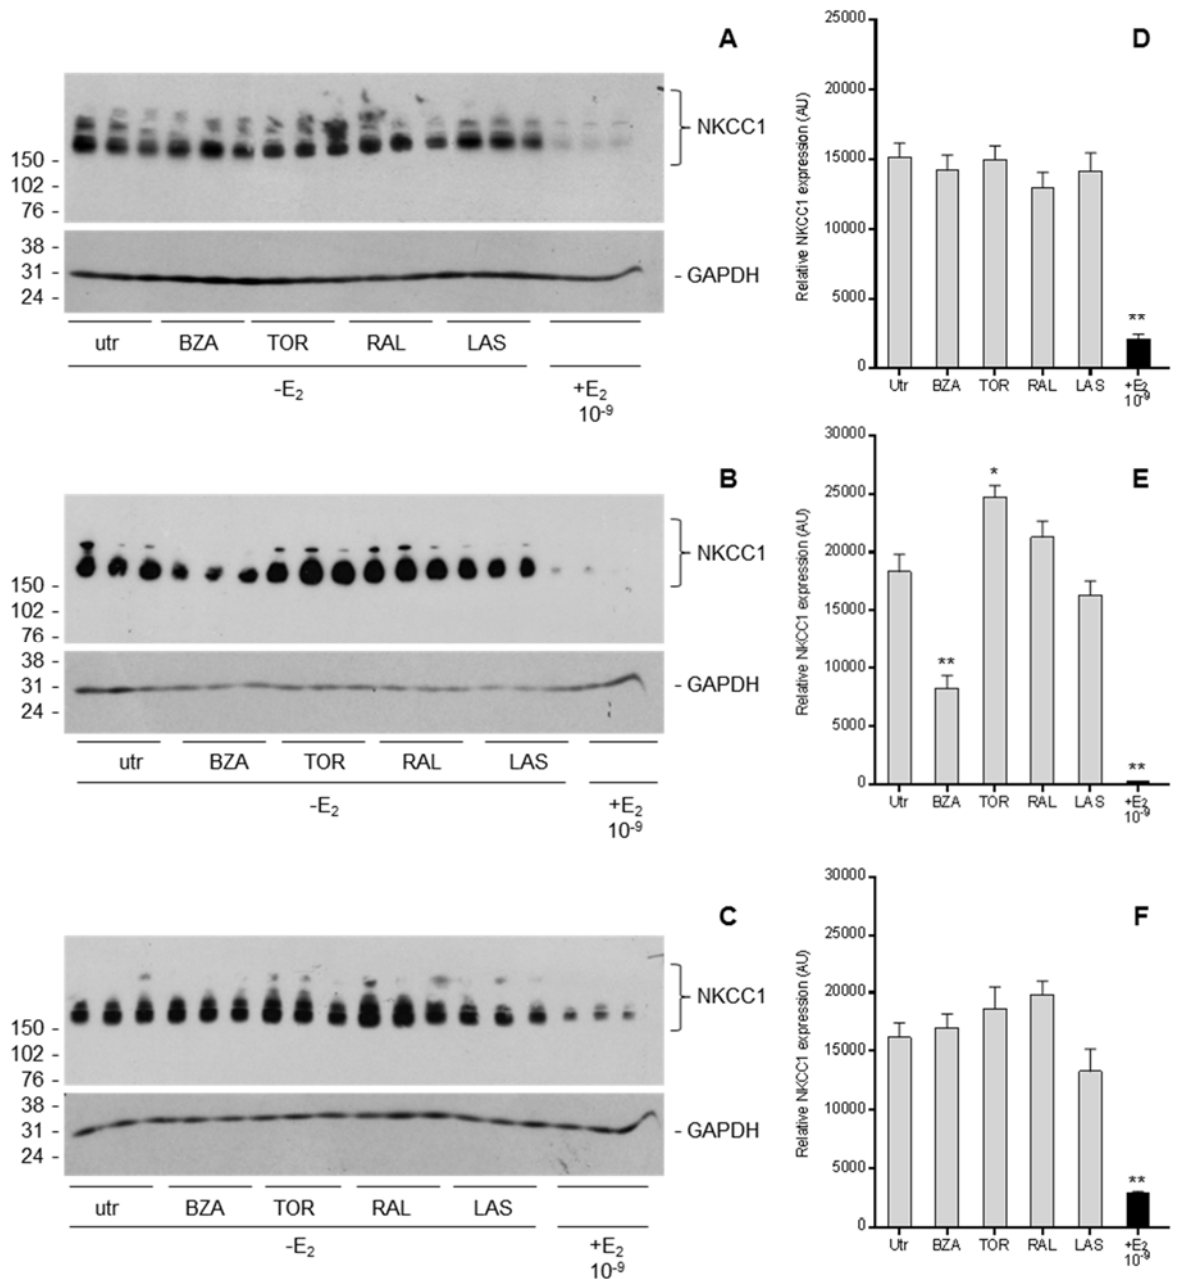 A
NKCC1
150 -
102 -
76 -
38 -
31 -
24 -
- GAPDH
utr BZA TOR RAL LAS
-E2 +E2
10-9
D
Relative NKCC1 expression (AU)
25000
20000
15000
10000
5000
0
**
Utr BZA TOR RAL LAS +E2
10-9
B
NKCC1
150 -
102 -
76 -
38 -
31 -
24 -
- GAPDH
utr BZA TOR RAL LAS
-E2 +E2
10-9
E
Relative NKCC1 expression (AU)
30000
25000
20000
15000
10000
5000
0
*
**
**
Utr BZA TOR RAL LAS +E2
10-9
C
NKCC1
150 -
102 -
76 -
38 -
31 -
24 -
- GAPDH
utr BZA TOR RAL LAS
-E2 +E2
10-9
F
Relative NKCC1 expression (AU)
30000
25000
20000
15000
10000
5000
0
**
Utr BZA TOR RAL LAS +E2
10-9